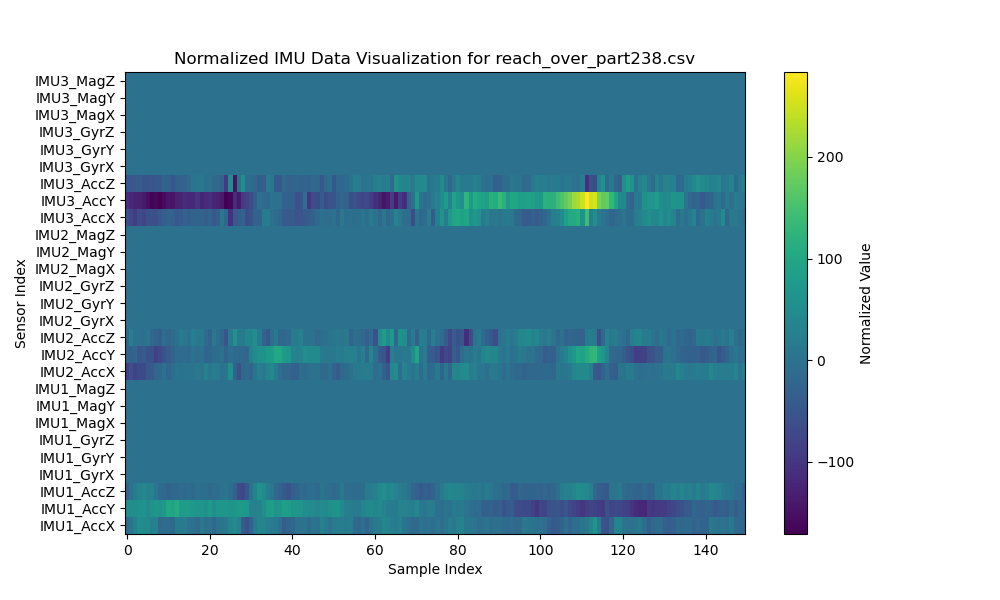 Normalized IMU Data Visualization for reach_over_part238.csv
IMU3_MagZ
IMU3_MagY
IMU3_MagX
IMU3_GyrZ
IMU3_GyrY
IMU3_GyrX
IMU3_AccZ
IMU3_AccY
IMU3_AccX
IMU2_MagZ
IMU2_MagY
IMU2_MagX
IMU2_GyrZ
IMU2_GyrY
IMU2_GyrX
IMU2_AccZ
IMU2_AccY
IMU2_AccX
IMU1_MagZ
IMU1_MagY
IMU1_MagX
IMU1_GyrZ
IMU1_GyrY
IMU1_GyrX
IMU1_AccZ
IMU1_AccY
IMU1_AccX
Sensor Index
0 20 40 60 80 100 120 140
Sample Index
200
100
0
−100
Normalized Value